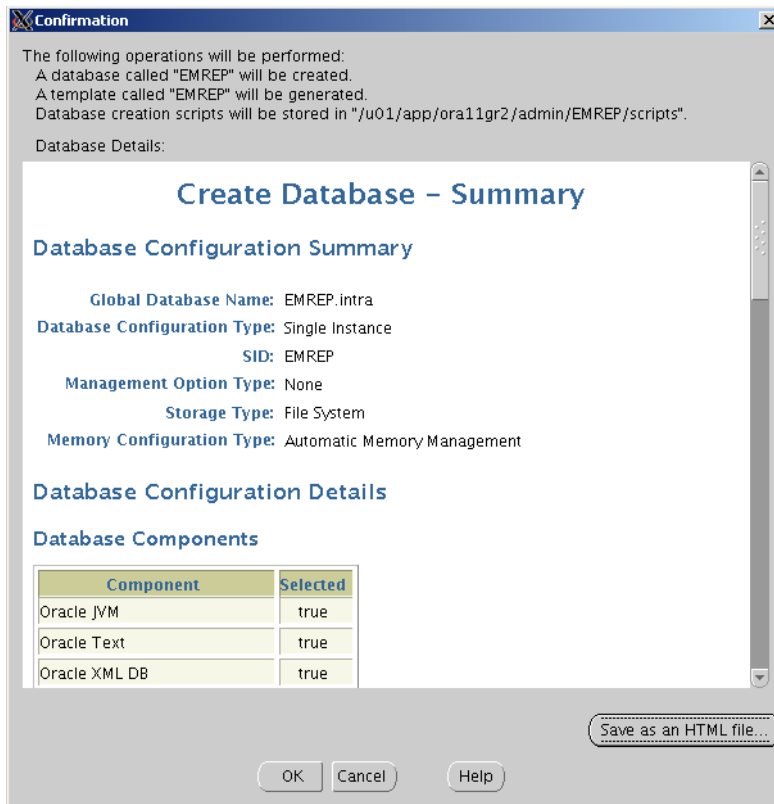 Confirmation
The following operations will be performed:
A database called "EMREP" will be created.
A template called "EMREP" will be generated.
Database creation scripts will be stored in "/u01/app/ora11gr2/admin/EMREP/scripts".
Database Details:
Create Database – Summary
Database Configuration Summary
Global Database Name: EMREP.intra
Database Configuration Type: Single Instance
SID: EMREP
Management Option Type: None
Storage Type: File System
Memory Configuration Type: Automatic Memory Management
Database Configuration Details
Database Components
Component Selected
Oracle JVM true
Oracle Text true
Oracle XML DB true
Save as an HTML file...
OK Cancel Help